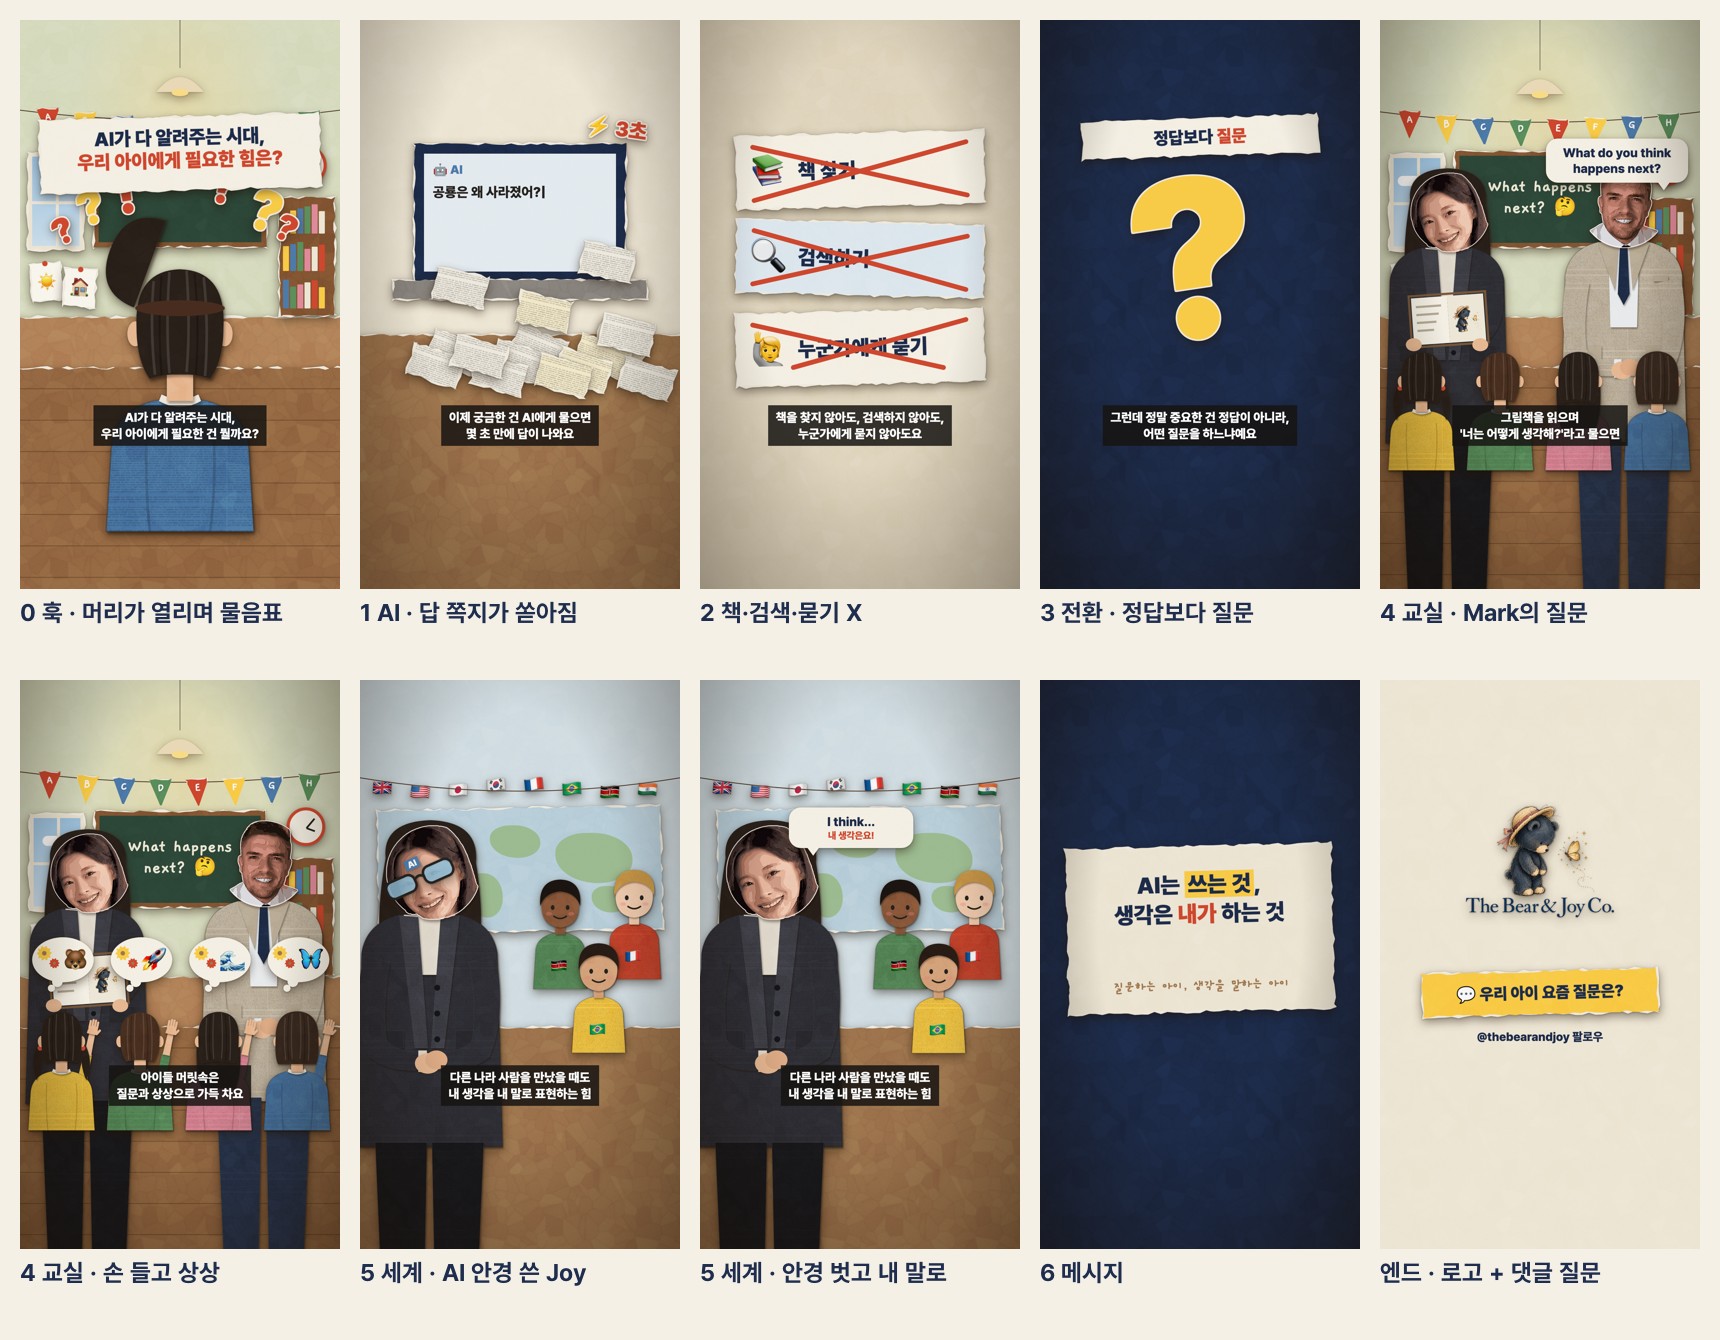 AI가 다 알려주는 시대,
우리 아이에게 필요한 힘은?
AI가 다 알려주는 시대,
우리 아이에게 필요한 건 뭘까요?
0 훅 · 머리가 열리며 물음표
⚡ 3초
🤖 AI
공룡은 왜 사라졌어?|
이제 궁금한 건 AI에게 물으면
몇 초 만에 답이 나와요
1 AI · 답 쪽지가 쏟아짐
책 찾기
검색하기
누군가에게 묻기
책을 찾지 않아도, 검색하지 않아도,
누군가에게 묻지 않아도요
2 책·검색·묻기 X
정답보다 질문
?
그런데 정말 중요한 건 정답이 아니라,
어떤 질문을 하느냐예요
3 전환 · 정답보다 질문
A B C D E F G H
What do you think
happens next?
What happens
next? 🤔
그림책을 읽으며
'너는 어떻게 생각해?'라고 물으면
4 교실 · Mark의 질문
A B C D E F G H
What happens
next? 🤔
아이들 머릿속은
질문과 상상으로 가득 차요
4 교실 · 손 들고 상상
AI
다른 나라 사람을 만났을 때도
내 생각을 내 말로 표현하는 힘
5 세계 · AI 안경 쓴 Joy
I think...
내 생각은요!
다른 나라 사람을 만났을 때도
내 생각을 내 말로 표현하는 힘
5 세계 · 안경 벗고 내 말로
AI는 쓰는 것,
생각은 내가 하는 것
질문하는 아이, 생각을 말하는 아이
6 메시지
The Bear & Joy Co.
💬 우리 아이 요즘 질문은?
@thebearandjoy 팔로우
엔드 · 로고 + 댓글 질문